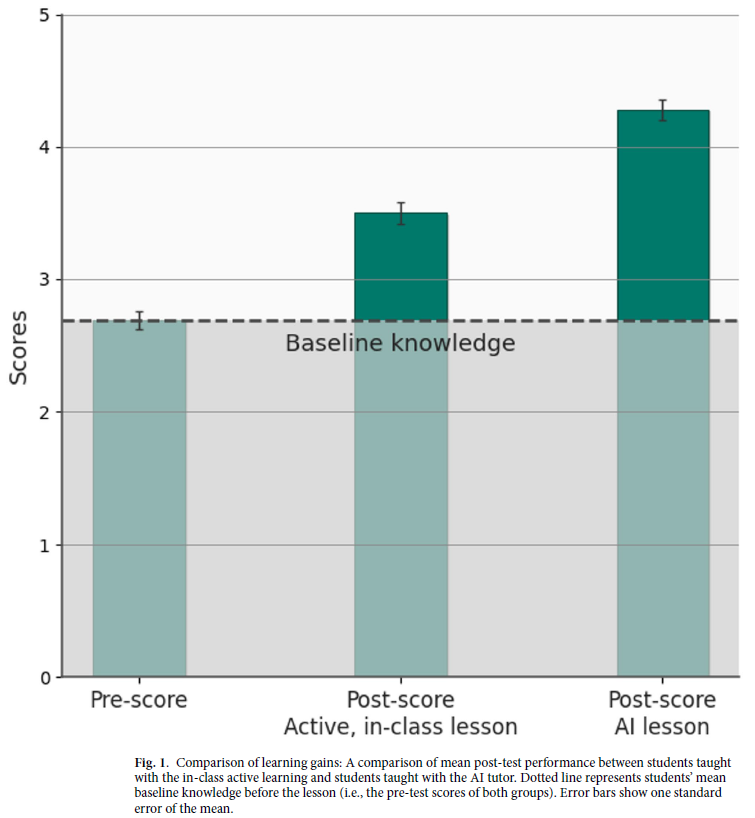 5
4
3
2
1
0
Scores
Baseline knowledge
Pre-score
Post-score
Active, in-class lesson
Post-score
AI lesson
Fig. 1. Comparison of learning gains: A comparison of mean post-test performance between students taught
with the in-class active learning and students taught with the AI tutor. Dotted line represents students’ mean
baseline knowledge before the lesson (i.e., the pre-test scores of both groups). Error bars show one standard
error of the mean.